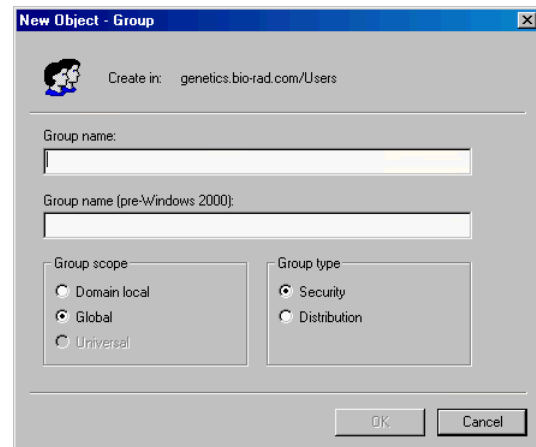 New Object - Group
Create in: genetics.bio-rad.com/Users
Group name:
Group name (pre-Windows 2000):
Group scope
Domain local
Global
Universal
Group type
Security
Distribution
OK
Cancel